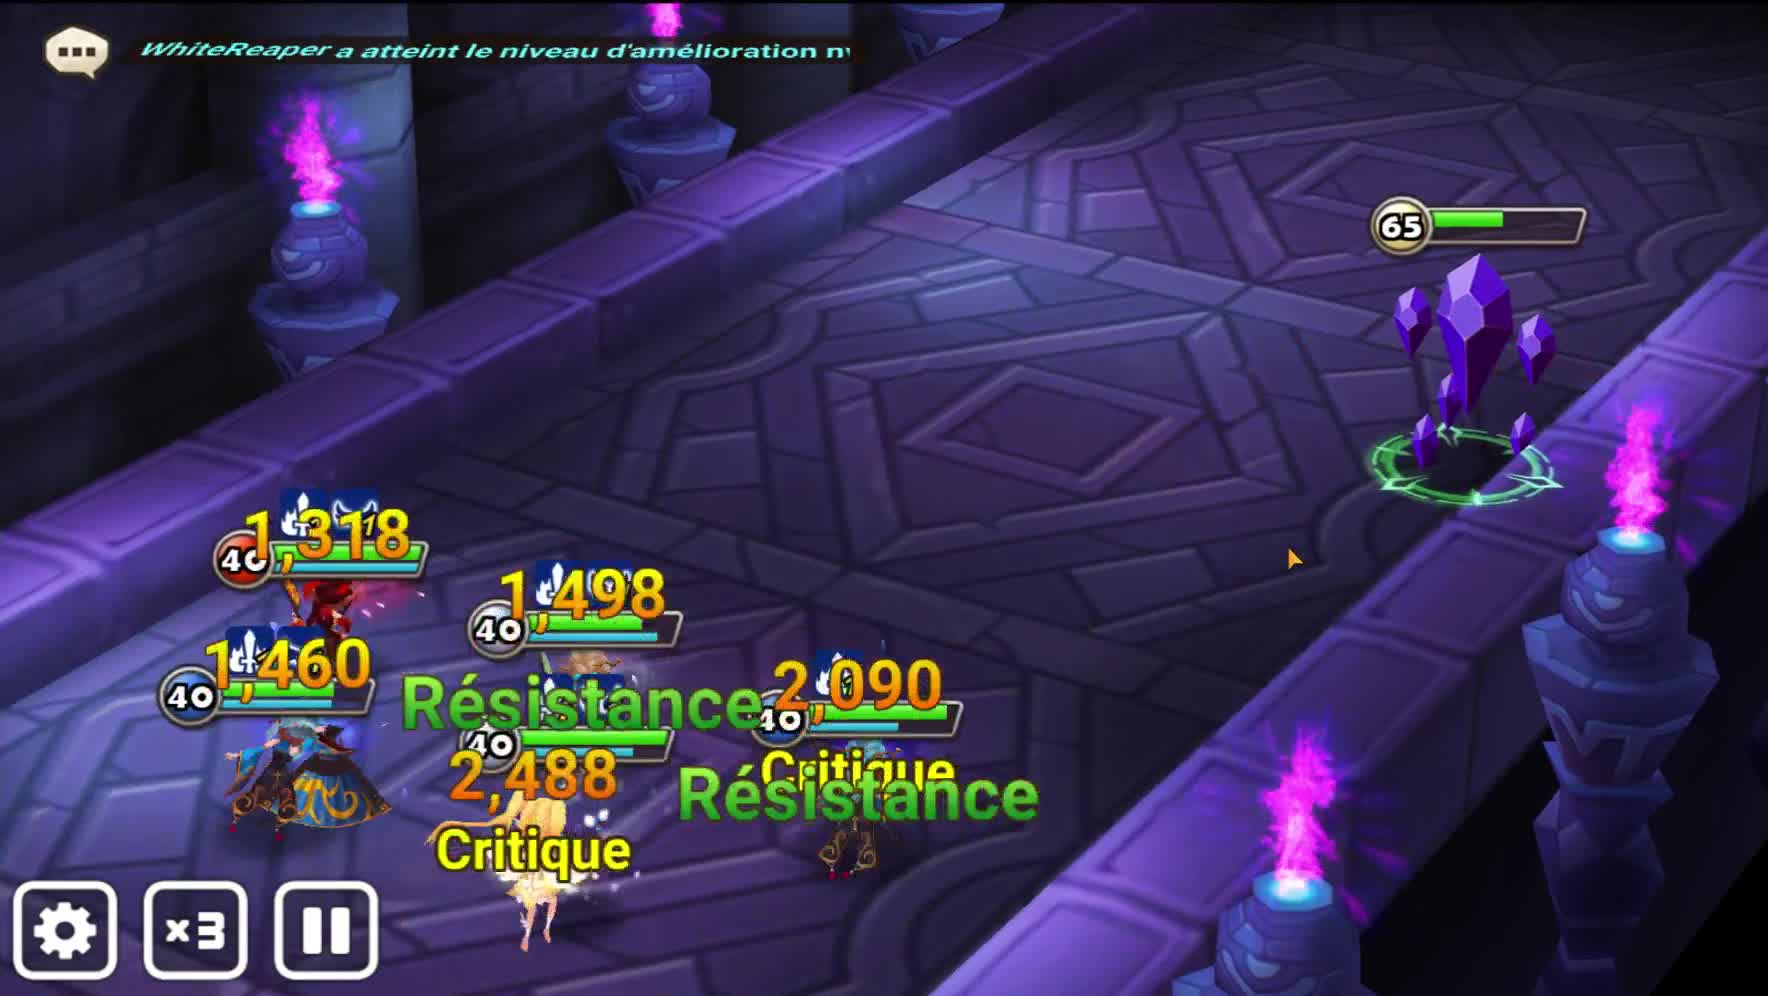 WhiteReaper a atteint le niveau d'amélioration
65
1,318
40
1,498
40
1,460
40
Résistance
2,090
40
40
2,488
Critique
Résistance
Critique
x3